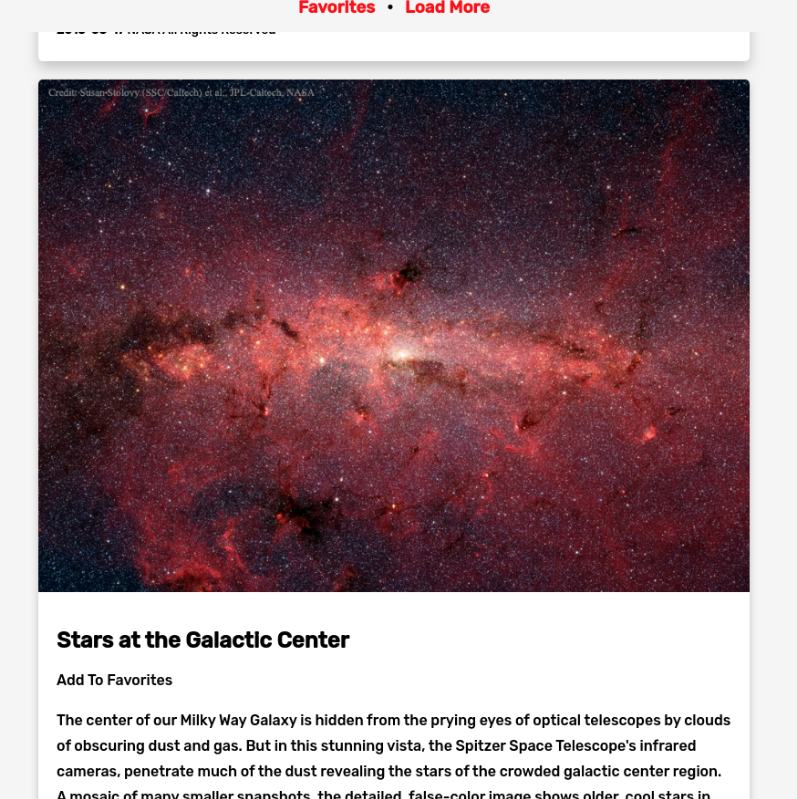 Favorites • Load More
NASA All Rights Reserved
Credit: Susan Stolovy (SSC/Caltech) et al., JPL-Caltech, NASA
Stars at the Galactic Center
Add To Favorites
The center of our Milky Way Galaxy is hidden from the prying eyes of optical telescopes by clouds
of obscuring dust and gas. But in this stunning vista, the Spitzer Space Telescope's infrared
cameras, penetrate much of the dust revealing the stars of the crowded galactic center region.
A mosaic of many smaller snapshots, the detailed, false-color image shows older, cool stars in